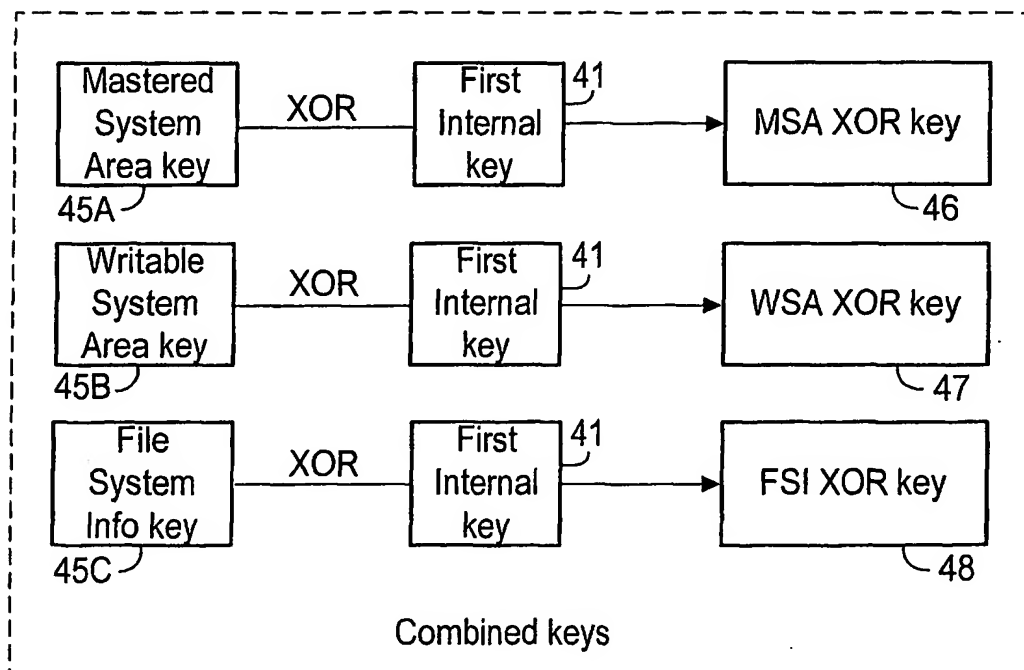 Mastered System Area key
XOR
First Internal key
41
MSA XOR key
45A
46
Writable System Area key
XOR
First Internal key
41
WSA XOR key
45B
47
File System Info key
XOR
First Internal key
41
FSI XOR key
45C
48
Combined keys